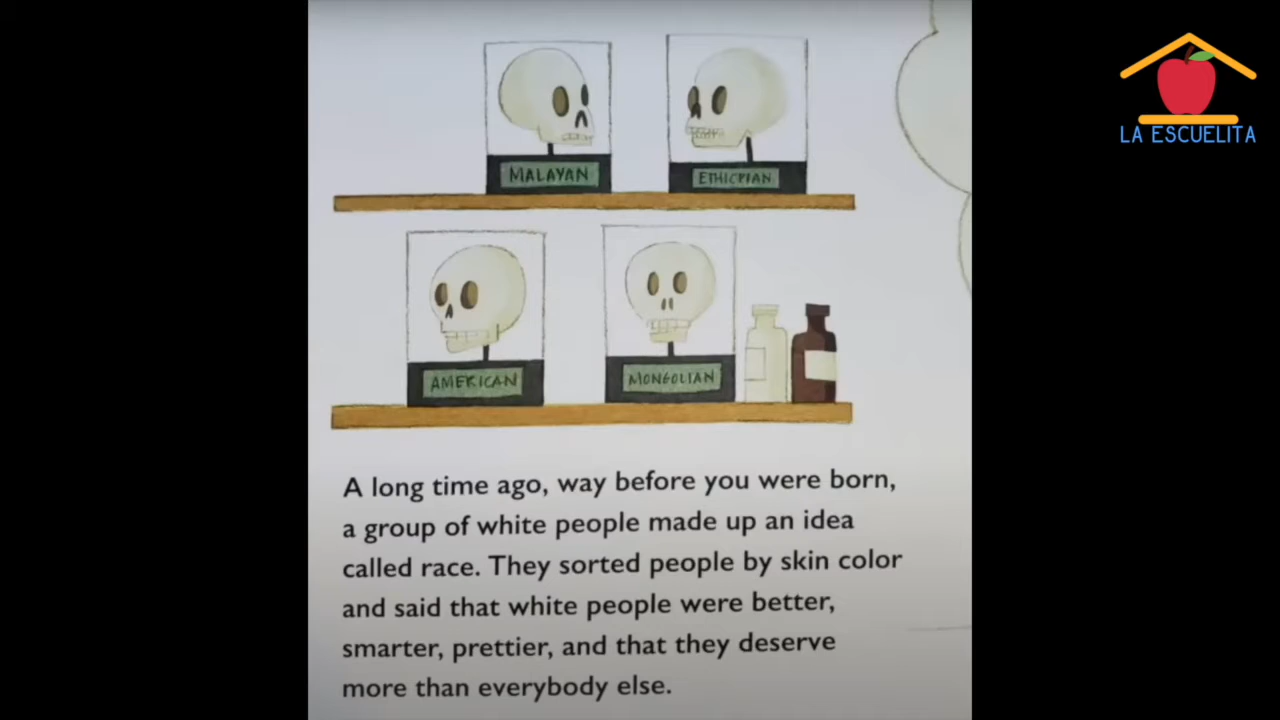 LA ESCUELITA
MALAYAN
ETHIOPIAN
AMERICAN
MONGOLIAN
A long time ago, way before you were born,
a group of white people made up an idea
called race. They sorted people by skin color
and said that white people were better,
smarter, prettier, and that they deserve
more than everybody else.